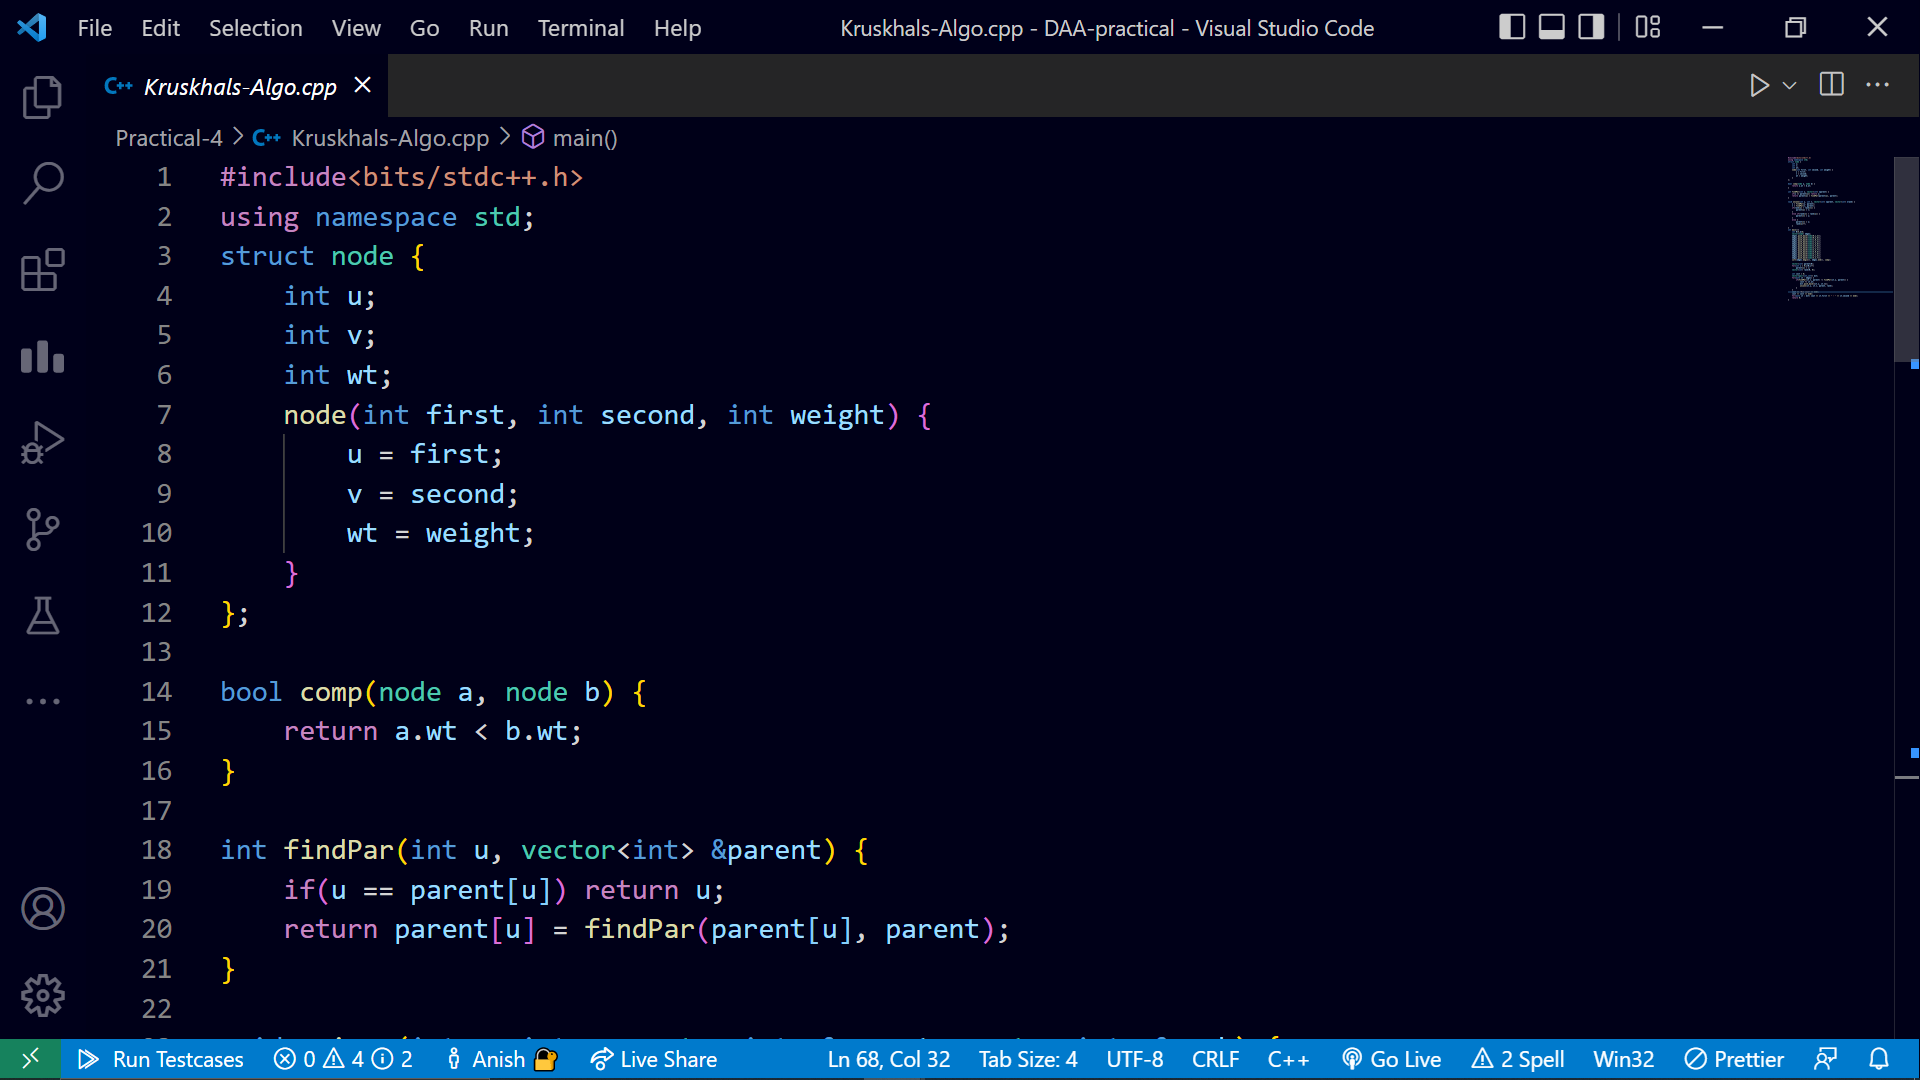 File Edit Selection View Go Run Terminal Help Kruskhals-Algo.cpp - DAA-practical - Visual Studio Code
C++ Kruskhals-Algo.cpp
Practical-4 > C++ Kruskhals-Algo.cpp > main()
1 #include<bits/stdc++.h>
2 using namespace std;
3 struct node {
4 int u;
5 int v;
6 int wt;
7 node(int first, int second, int weight) {
8 u = first;
9 v = second;
10 wt = weight;
11 }
12 };
13
14 bool comp(node a, node b) {
15 return a.wt < b.wt;
16 }
17
18 int findPar(int u, vector<int> &parent) {
19 if(u == parent[u]) return u;
20 return parent[u] = findPar(parent[u], parent);
21 }
22
Run Testcases 0 4 2 Anish Live Share Ln 68, Col 32 Tab Size: 4 UTF-8 CRLF C++ Go Live 2 Spell Win32 Prettier